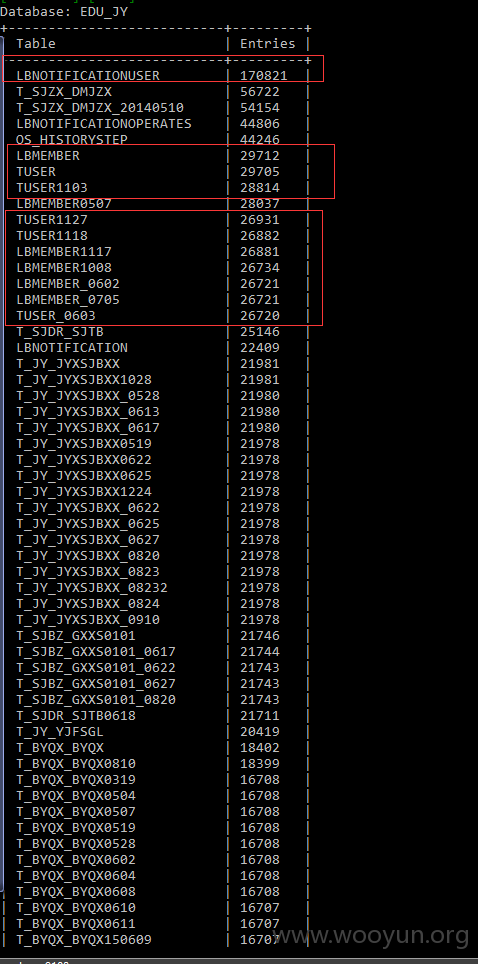 Database: EDU_JY
+---------------------------+---------+
| Table | Entries |
+---------------------------+---------+
| LBNOTIFICATIONUSER | 170821 |
| T_SJZX_DMJZX | 56722 |
| T_SJZX_DMJZX_20140510 | 54154 |
| LBNOTIFICATIONOPERATES | 44806 |
| OS_HISTORYSTEP | 44246 |
| LBMEMBER | 29712 |
| TUSER | 29705 |
| TUSER1103 | 28814 |
| LBMEMBER0507 | 28037 |
| TUSER1127 | 26931 |
| TUSER1118 | 26882 |
| LBMEMBER1117 | 26881 |
| LBMEMBER1008 | 26734 |
| LBMEMBER_0602 | 26721 |
| LBMEMBER_0705 | 26721 |
| TUSER_0603 | 26720 |
| T_SJDR_SJTB | 25146 |
| LBNOTIFICATION | 22409 |
| T_JY_JYXSJBXX | 21981 |
| T_JY_JYXSJBXX1028 | 21981 |
| T_JY_JYXSJBXX_0528 | 21980 |
| T_JY_JYXSJBXX_0613 | 21980 |
| T_JY_JYXSJBXX_0617 | 21980 |
| T_JY_JYXSJBXX0519 | 21978 |
| T_JY_JYXSJBXX0622 | 21978 |
| T_JY_JYXSJBXX0625 | 21978 |
| T_JY_JYXSJBXX1224 | 21978 |
| T_JY_JYXSJBXX_0622 | 21978 |
| T_JY_JYXSJBXX_0625 | 21978 |
| T_JY_JYXSJBXX_0627 | 21978 |
| T_JY_JYXSJBXX_0820 | 21978 |
| T_JY_JYXSJBXX_0823 | 21978 |
| T_JY_JYXSJBXX_08232 | 21978 |
| T_JY_JYXSJBXX_0824 | 21978 |
| T_JY_JYXSJBXX_0910 | 21978 |
| T_SJBZ_GXXS0101 | 21746 |
| T_SJBZ_GXXS0101_0617 | 21744 |
| T_SJBZ_GXXS0101_0622 | 21743 |
| T_SJBZ_GXXS0101_0627 | 21743 |
| T_SJBZ_GXXS0101_0820 | 21743 |
| T_SJDR_SJTB0618 | 21711 |
| T_JY_YJFSGL | 20419 |
| T_BYQX_BYQX | 18402 |
| T_BYQX_BYQX0810 | 18399 |
| T_BYQX_BYQX0319 | 16708 |
| T_BYQX_BYQX0504 | 16708 |
| T_BYQX_BYQX0507 | 16708 |
| T_BYQX_BYQX0519 | 16708 |
| T_BYQX_BYQX0528 | 16708 |
| T_BYQX_BYQX0602 | 16708 |
| T_BYQX_BYQX0604 | 16708 |
| T_BYQX_BYQX0608 | 16708 |
| T_BYQX_BYQX0610 | 16707 |
| T_BYQX_BYQX0611 | 16707 |
| T_BYQX_BYQX150609 | 16707 |
www.wooyun.org